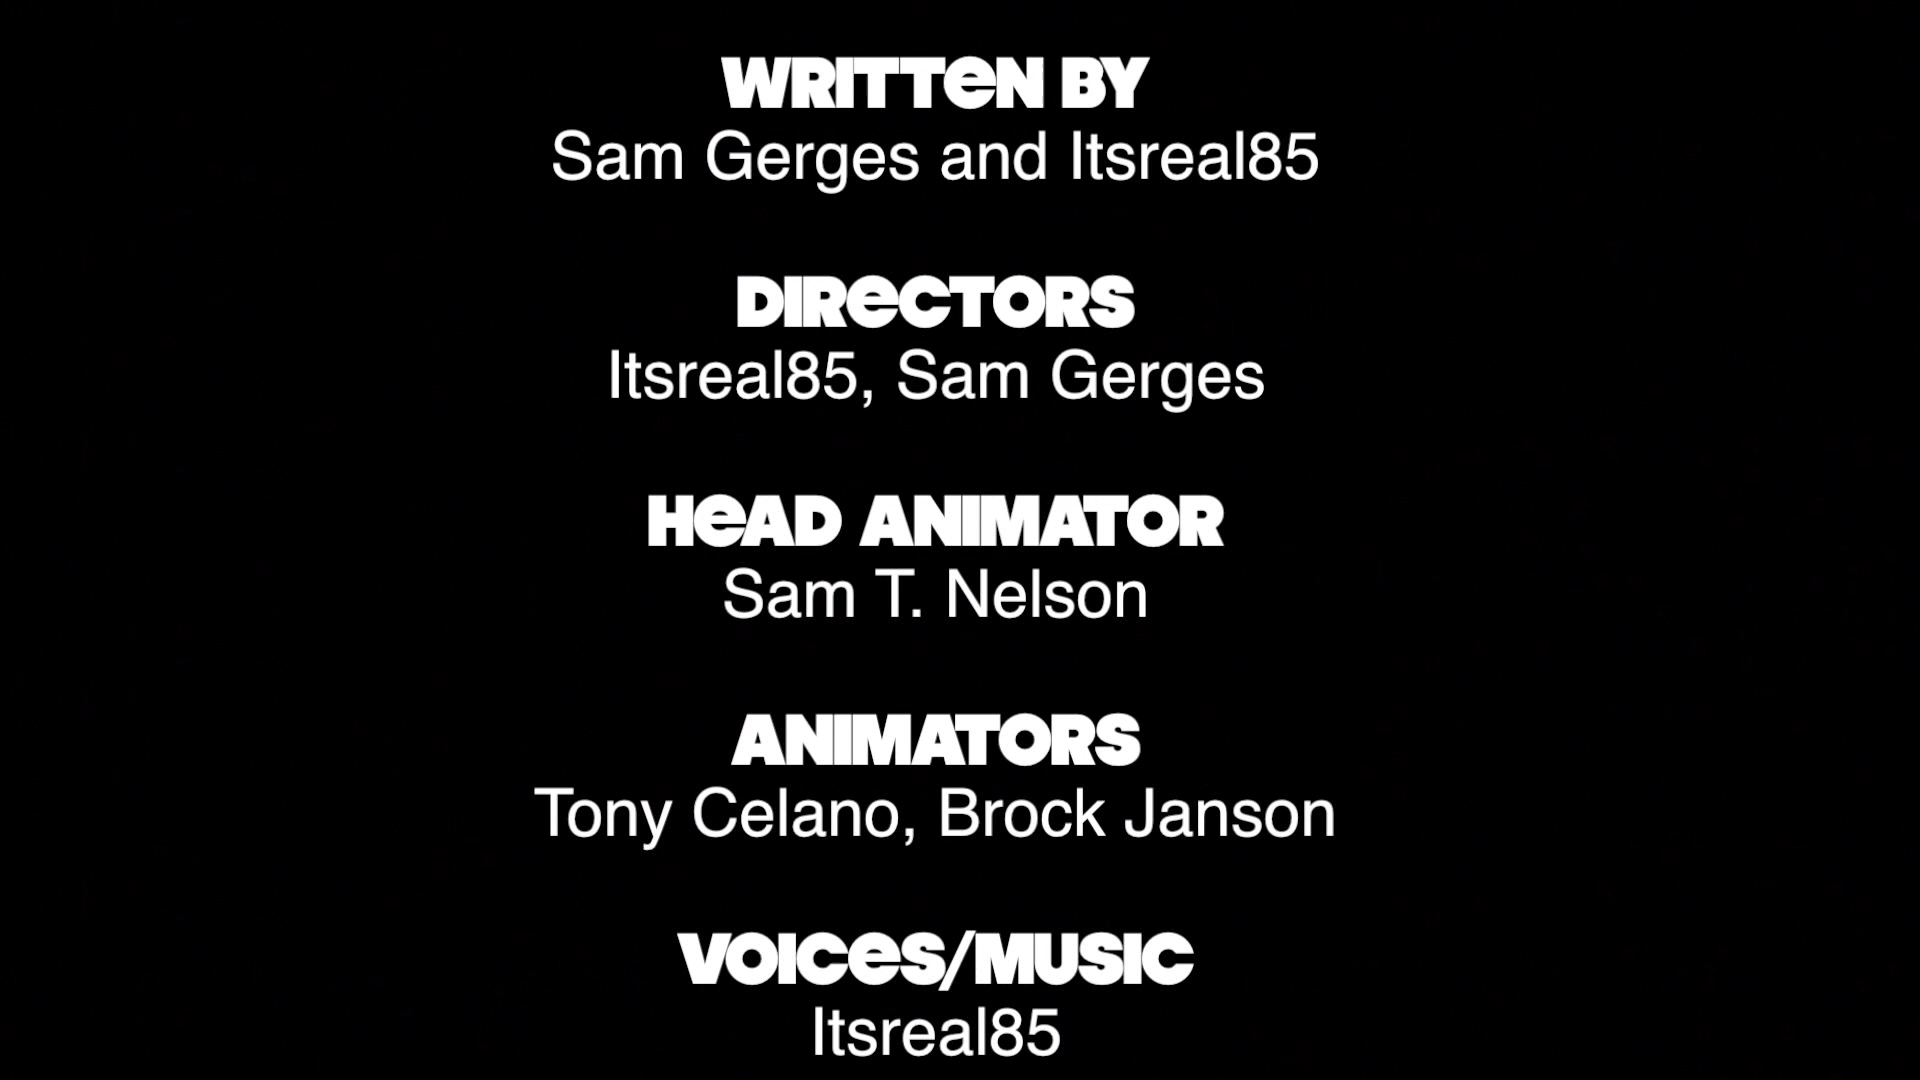 WRITTeN BY
Sam Gerges and Itsreal85
DIReCTORS
Itsreal85, Sam Gerges
HeAD ANIMATOR
Sam T. Nelson
ANIMATORS
Tony Celano, Brock Janson
VOICeS/MUSIC
Itsreal85